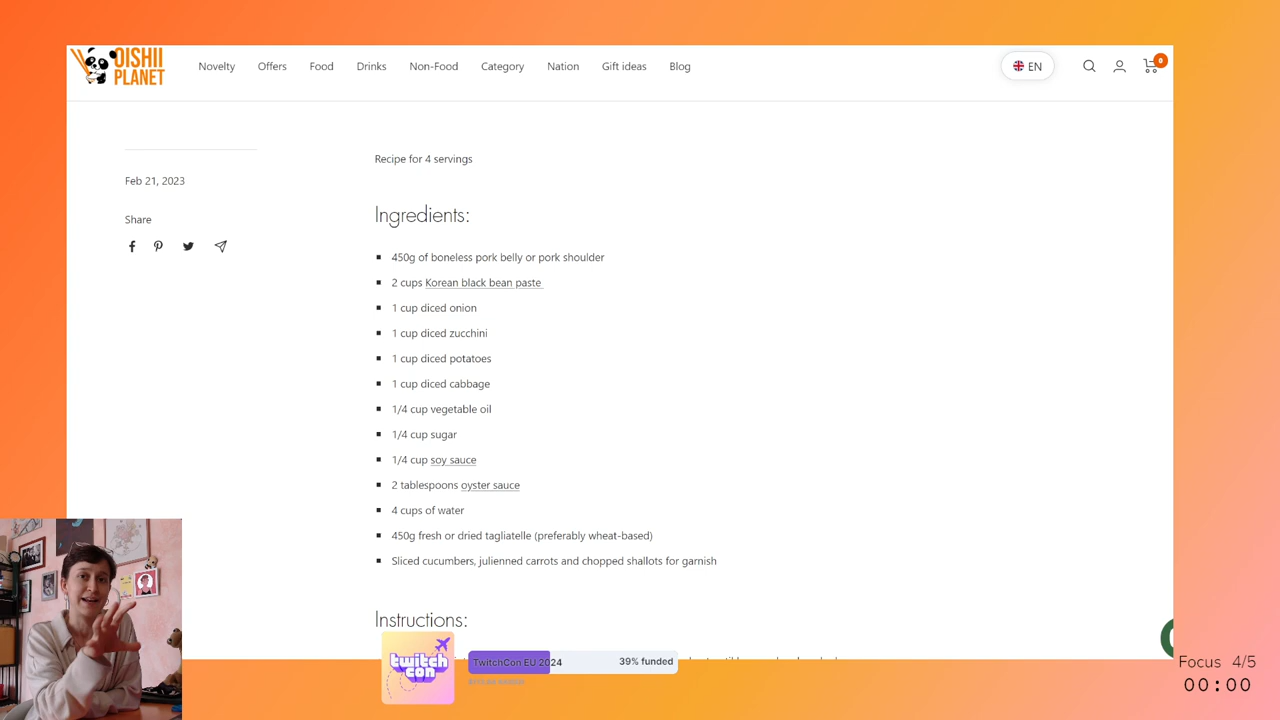 OISHII
PLANET
Novelty
Offers
Food
Drinks
Non-Food
Category
Nation
Gift ideas
Blog
EN
0
Feb 21, 2023
Share
Recipe for 4 servings
Ingredients:
450g of boneless pork belly or pork shoulder
2 cups Korean black bean paste
1 cup diced onion
1 cup diced zucchini
1 cup diced potatoes
1 cup diced cabbage
1/4 cup vegetable oil
1/4 cup sugar
1/4 cup soy sauce
2 tablespoons oyster sauce
4 cups of water
450g fresh or dried tagliatelle (preferably wheat-based)
Sliced cucumbers, julienned carrots and chopped shallots for garnish
Instructions:
twitch
con
TwitchCon EU 2024
39% funded
Focus 4/5
00:00